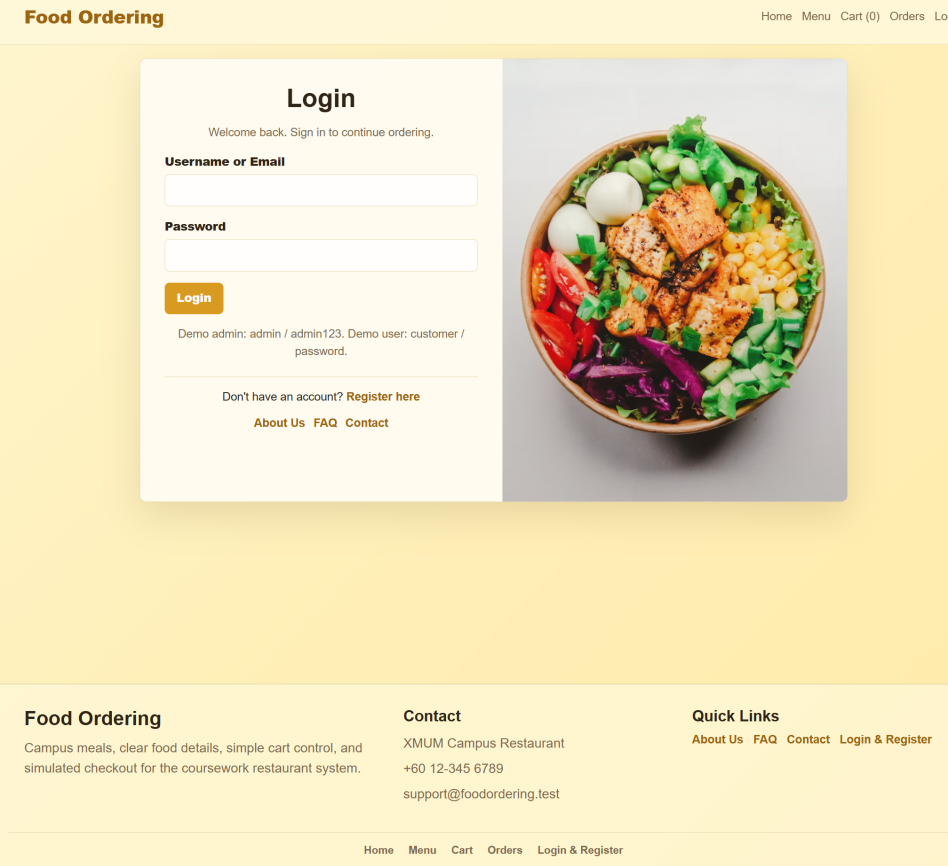 Food Ordering
Home Menu Cart (0) Orders Lo
Login
Welcome back. Sign in to continue ordering.
Username or Email
Password
Login
Demo admin: admin / admin123. Demo user: customer /
password.
Don't have an account? Register here
About Us FAQ Contact
Food Ordering
Campus meals, clear food details, simple cart control, and
simulated checkout for the coursework restaurant system.
Contact
XMUM Campus Restaurant
+60 12-345 6789
support@foodordering.test
Quick Links
About Us FAQ Contact Login & Register
Home Menu Cart Orders Login & Register